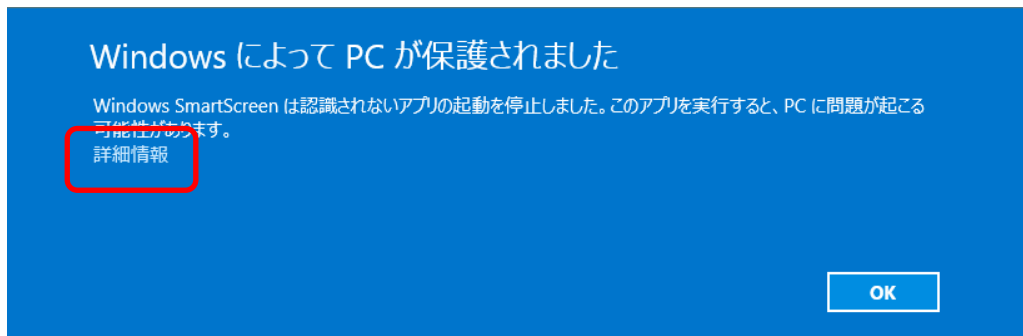 Windows によって PC が保護されました
Windows SmartScreen は認識されないアプリの起動を停止しました。このアプリを実行すると、PC に問題が起こる
可能性があります。
詳細情報
OK